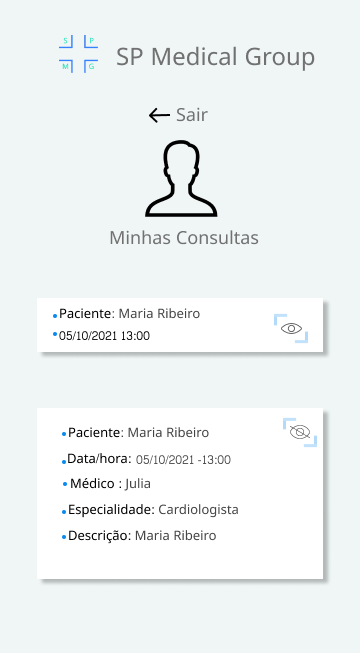 S P
M G
SP Medical Group
Sair
Minhas Consultas
Paciente: Maria Ribeiro
05/10/2021 13:00
Paciente: Maria Ribeiro
Data/hora: 05/10/2021 -13:00
Médico : Julia
Especialidade: Cardiologista
Descrição: Maria Ribeiro